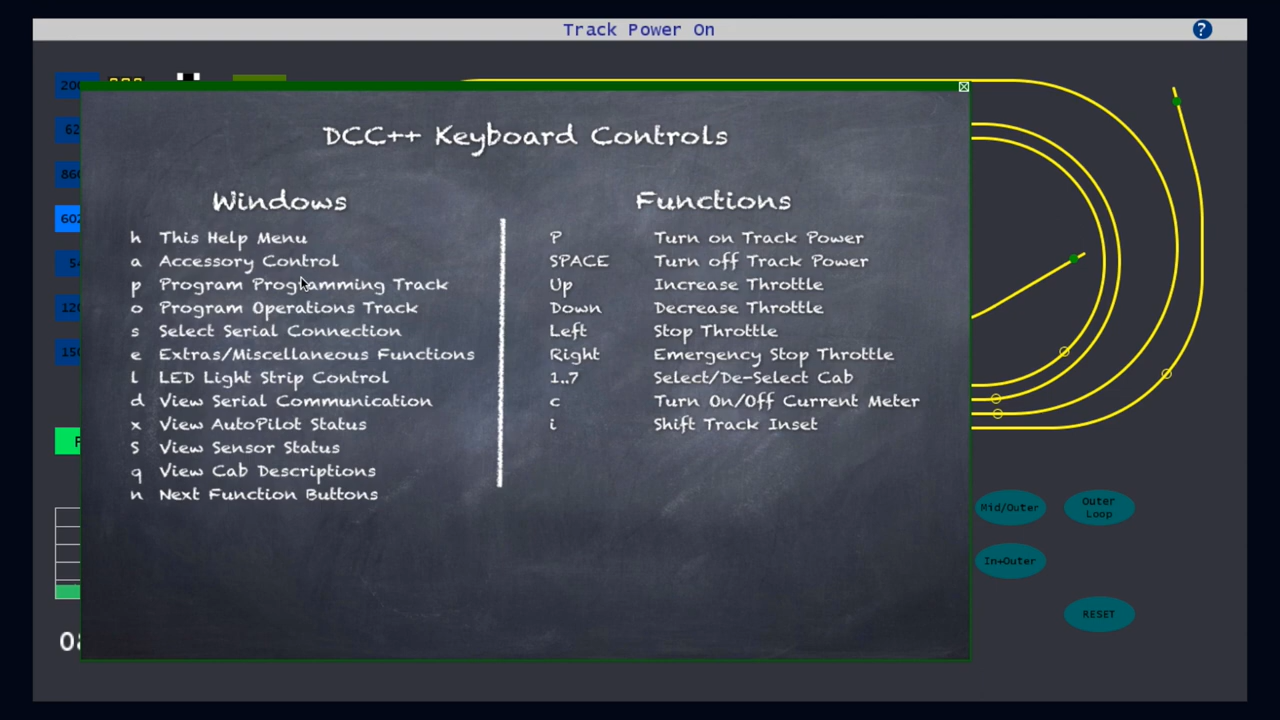 Track Power On
?
DCC++ Keyboard Controls
Windows
h This Help Menu
a Accessory Control
p Program Programming Track
o Program Operations Track
s Select Serial Connection
e Extras/Miscellaneous Functions
l LED Light Strip Control
d View Serial Communication
x View AutoPilot Status
S View Sensor Status
q View Cab Descriptions
n Next Function Buttons
Functions
P Turn on Track Power
SPACE Turn off Track Power
Up Increase Throttle
Down Decrease Throttle
Left Stop Throttle
Right Emergency Stop Throttle
1..7 Select/De-Select Cab
c Turn On/Off Current Meter
i Shift Track Inset
Mid/Outer
Outer
Loop
In+Outer
RESET